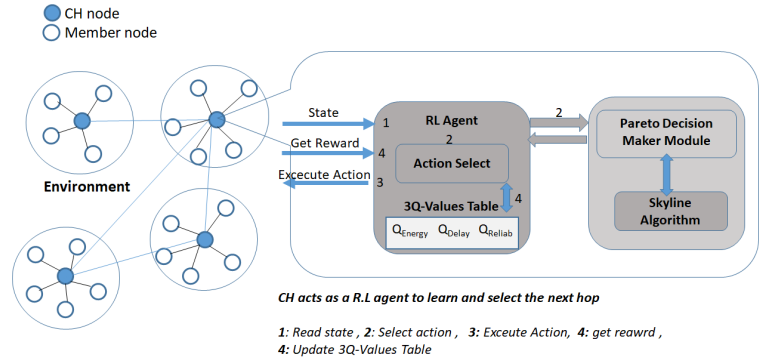 CH node
Member node
Environment
State
Get Reward
Excecute Action
1
4
3
RL Agent
2
Action Select
4
3Q-Values Table
QEnergy QDelay QReliab
2
Pareto Decision
Maker Module
Skyline
Algorithm
CH acts as a R.L agent to learn and select the next hop
1: Read state , 2: Select action , 3: Exceute Action, 4: get reawrd ,
4: Update 3Q-Values Table